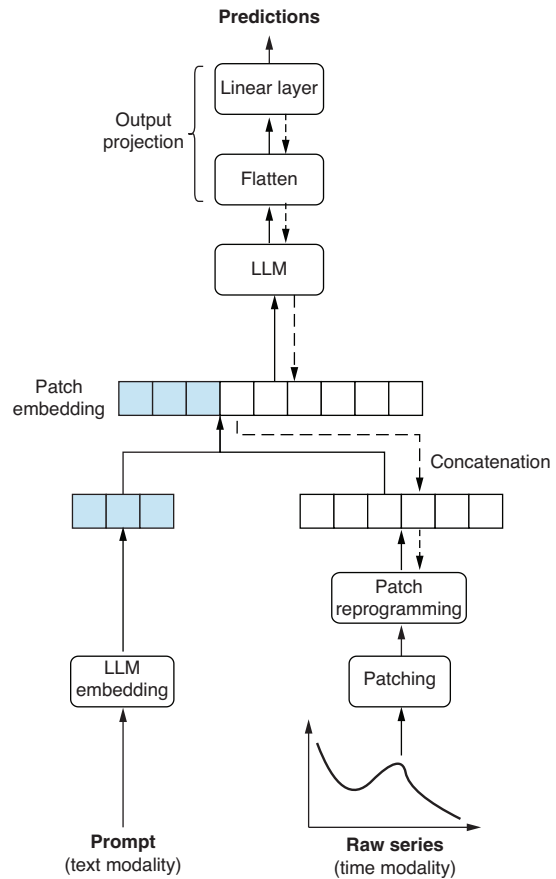 Predictions
Linear layer
Output
projection
Flatten
LLM
Patch
embedding
Concatenation
Patch
reprogramming
LLM
embedding
Patching
Prompt
(text modality)
Raw series
(time modality)